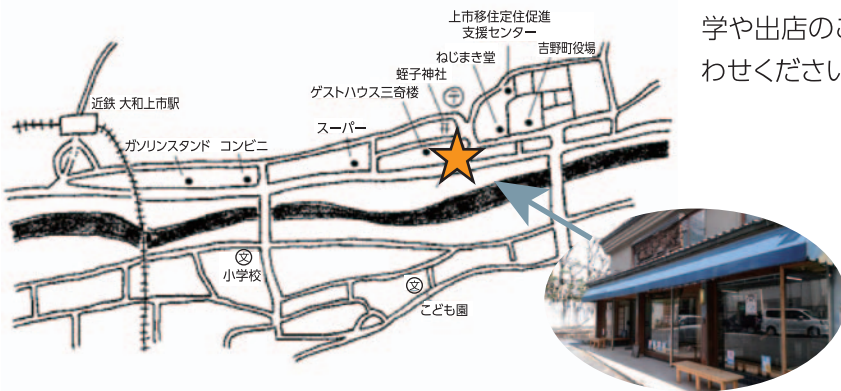 上市移住定住促進
支援センター
吉野町役場
ねじまき堂
蛭子神社
ゲストハウス三奇楼
近鉄 大和上市駅
スーパー
ガソリンスタンド
コンビニ
〒
文
小学校
文
こども園
学や出店のこ
わせください